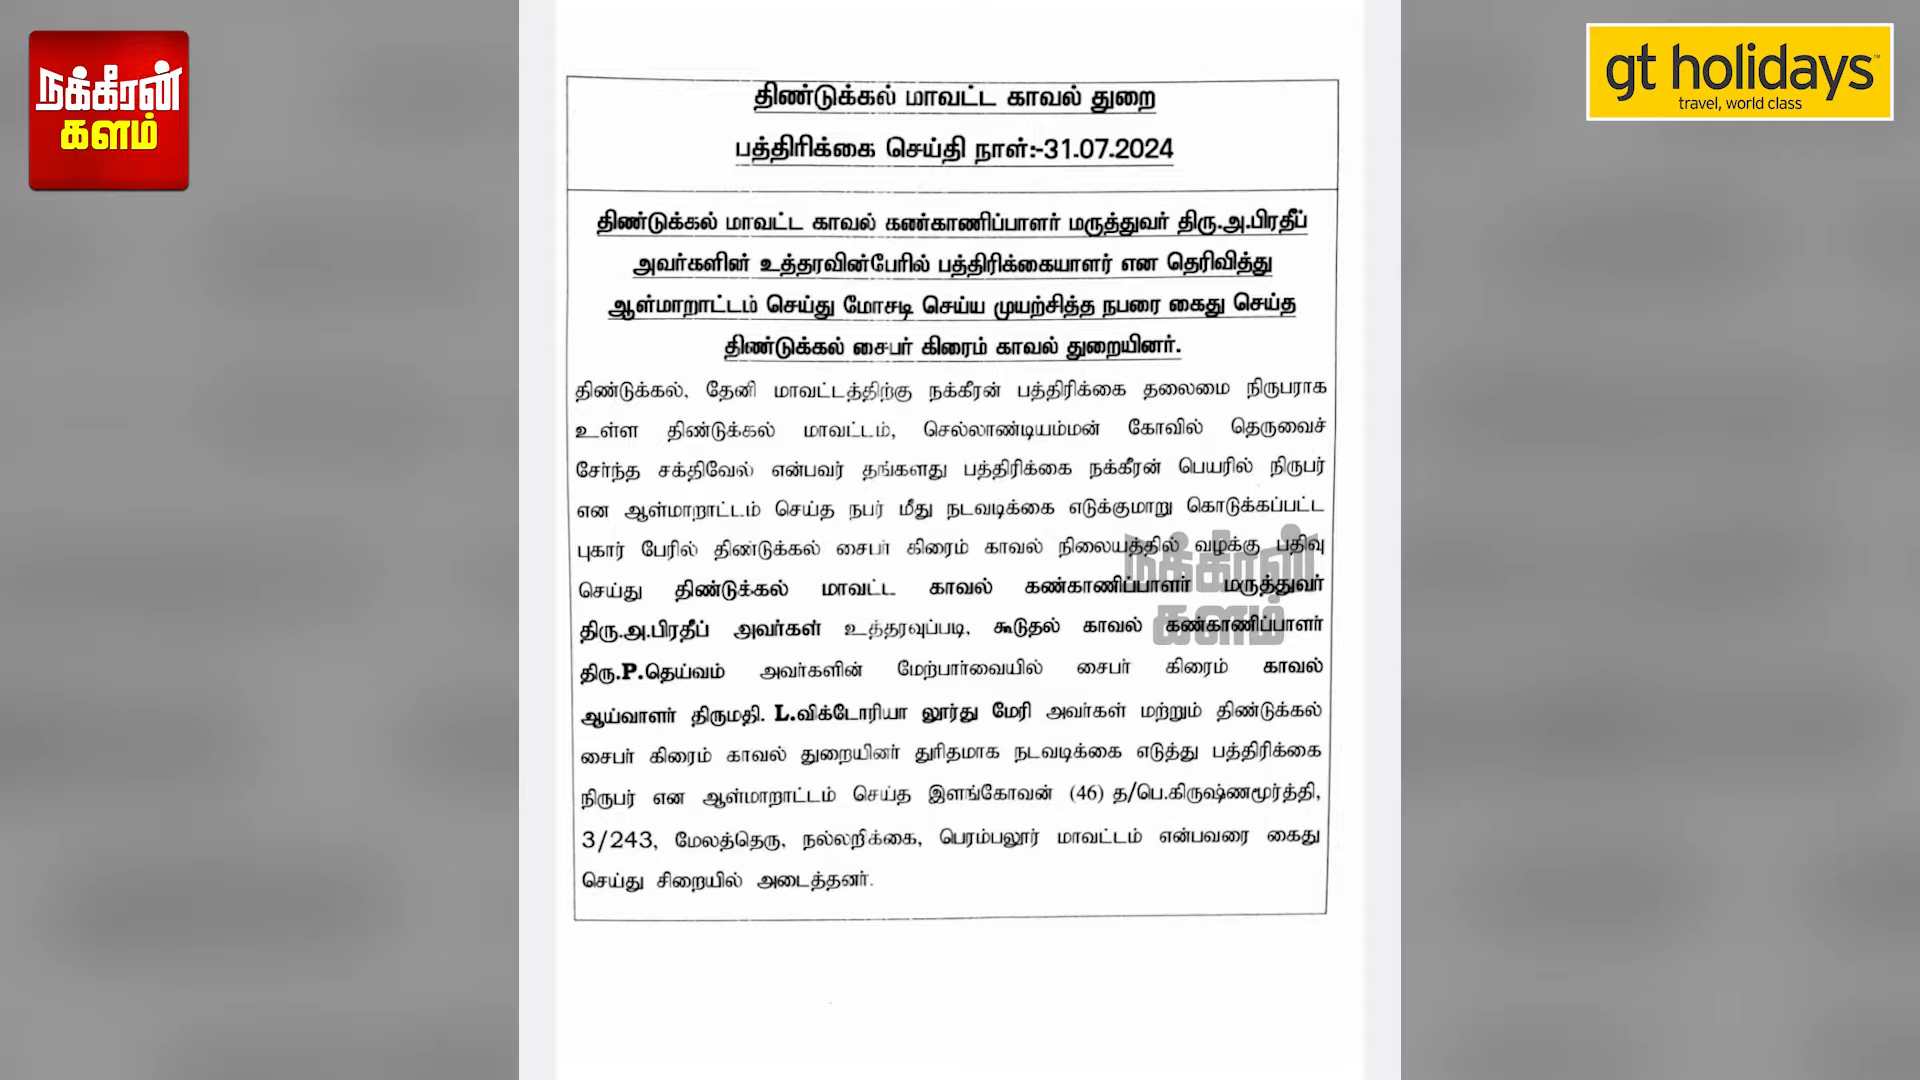 நக்கீரன்
களம்
gt holidays
travel, world class
திண்டுக்கல் மாவட்ட காவல் துறை
பத்திரிக்கை செய்தி நாள்:-31.07.2024
திண்டுக்கல் மாவட்ட காவல் கண்காணிப்பாளர் மருத்துவர் திரு.அ.பிரதீப்
அவர்களின் உத்தரவின்பேரில் பத்திரிக்கையாளர் என தெரிவித்து
ஆள்மாறாட்டம் செய்து மோசடி செய்ய முயற்சித்த நபரை கைது செய்த
திண்டுக்கல் சைபர் கிரைம் காவல் துறையினர்.
திண்டுக்கல், தேனி மாவட்டத்திற்கு நக்கீரன் பத்திரிக்கை தலைமை நிருபராக
உள்ள திண்டுக்கல் மாவட்டம், செல்லாண்டியம்மன் கோவில் தெருவைச்
சேர்ந்த சக்திவேல் என்பவர் தங்களது பத்திரிக்கை நக்கீரன் பெயரில் நிருபர்
என ஆள்மாறாட்டம் செய்த நபர் மீது நடவடிக்கை எடுக்குமாறு கொடுக்கப்பட்ட
புகார் பேரில் திண்டுக்கல் சைபர் கிரைம் காவல் நிலையத்தில் வழக்கு பதிவு
செய்து திண்டுக்கல் மாவட்ட காவல் கண்காணிப்பாளர் மருத்துவர்
திரு.அ.பிரதீப் அவர்கள் உத்தரவுப்படி, கூடுதல் காவல் கண்காணிப்பாளர்
திரு.P.தெய்வம் அவர்களின் மேற்பார்வையில் சைபர் கிரைம் காவல்
ஆய்வாளர் திருமதி. L.விக்டோரியா லூர்து மேரி அவர்கள் மற்றும் திண்டுக்கல்
சைபர் கிரைம் காவல் துறையினர் துரிதமாக நடவடிக்கை எடுத்து பத்திரிக்கை
நிருபர் என ஆள்மாறாட்டம் செய்த இளங்கோவன் (46) த/பெ.கிருஷ்ணமூர்த்தி,
3/243, மேலத்தெரு, நல்லறிக்கை, பெரம்பலூர் மாவட்டம் என்பவரை கைது
செய்து சிறையில் அடைத்தனர்.
நக்கீரன்
களம்